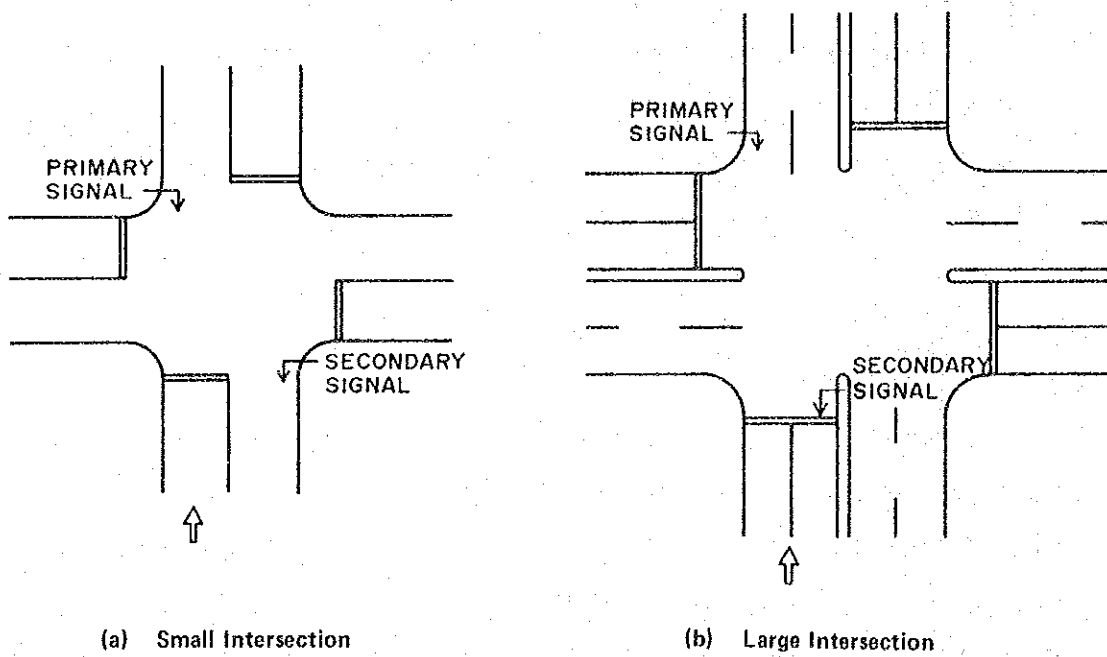 PRIMARY
SIGNAL
SECONDARY
SIGNAL
(a) Small Intersection
PRIMARY
SIGNAL
SECONDARY
SIGNAL
(b) Large Intersection